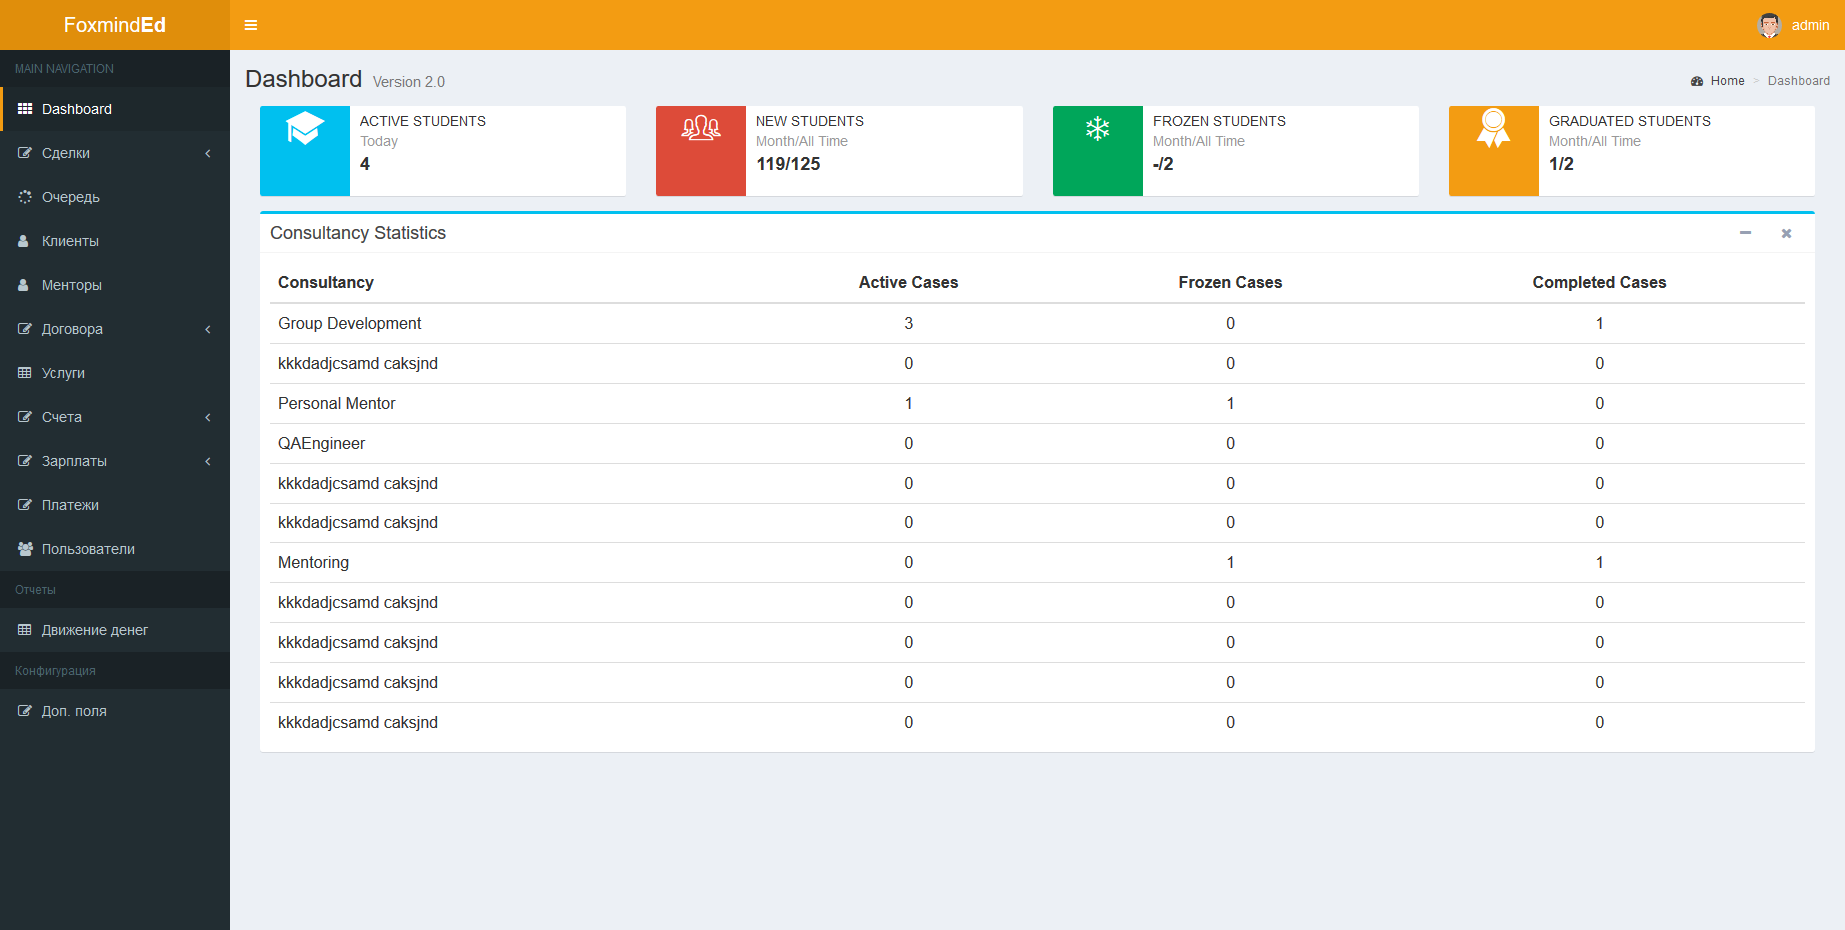 FoxmindEd
admin
MAIN NAVIGATION
Dashboard
Сделки
Очередь
Клиенты
Менторы
Договора
Услуги
Счета
Зарплаты
Платежи
Пользователи
Отчеты
Движение денег
Конфигурация
Доп. поля
Dashboard Version 2.0
Home > Dashboard
ACTIVE STUDENTS
Today
4
NEW STUDENTS
Month/All Time
119/125
FROZEN STUDENTS
Month/All Time
-/2
GRADUATED STUDENTS
Month/All Time
1/2
Consultancy Statistics
Consultancy Active Cases Frozen Cases Completed Cases
Group Development 3 0 1
kkkdadjcsamd caksjnd 0 0 0
Personal Mentor 1 1 0
QAEngineer 0 0 0
kkkdadjcsamd caksjnd 0 0 0
kkkdadjcsamd caksjnd 0 0 0
Mentoring 0 1 1
kkkdadjcsamd caksjnd 0 0 0
kkkdadjcsamd caksjnd 0 0 0
kkkdadjcsamd caksjnd 0 0 0
kkkdadjcsamd caksjnd 0 0 0